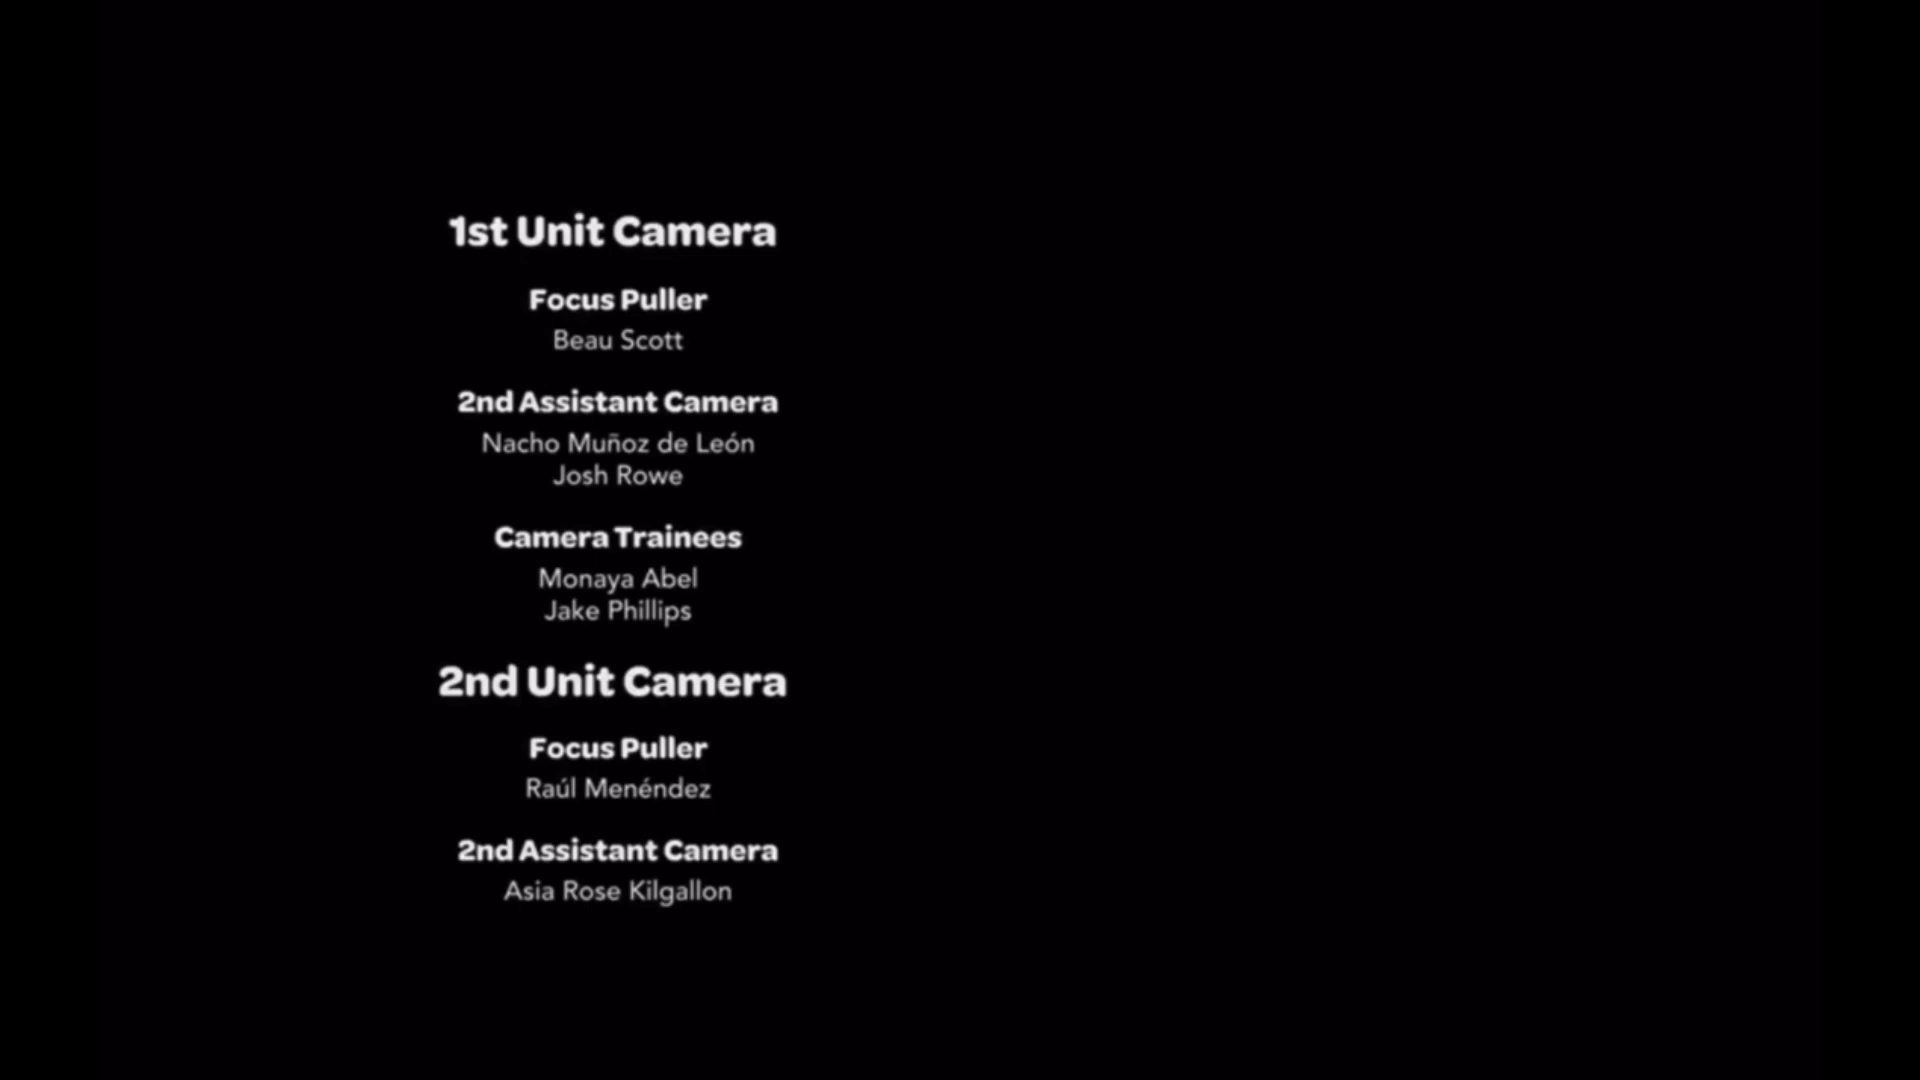 1st Unit Camera
Focus Puller
Beau Scott
2nd Assistant Camera
Nacho Muñoz de León
Josh Rowe
Camera Trainees
Monaya Abel
Jake Phillips
2nd Unit Camera
Focus Puller
Raúl Menéndez
2nd Assistant Camera
Asia Rose Kilgallon